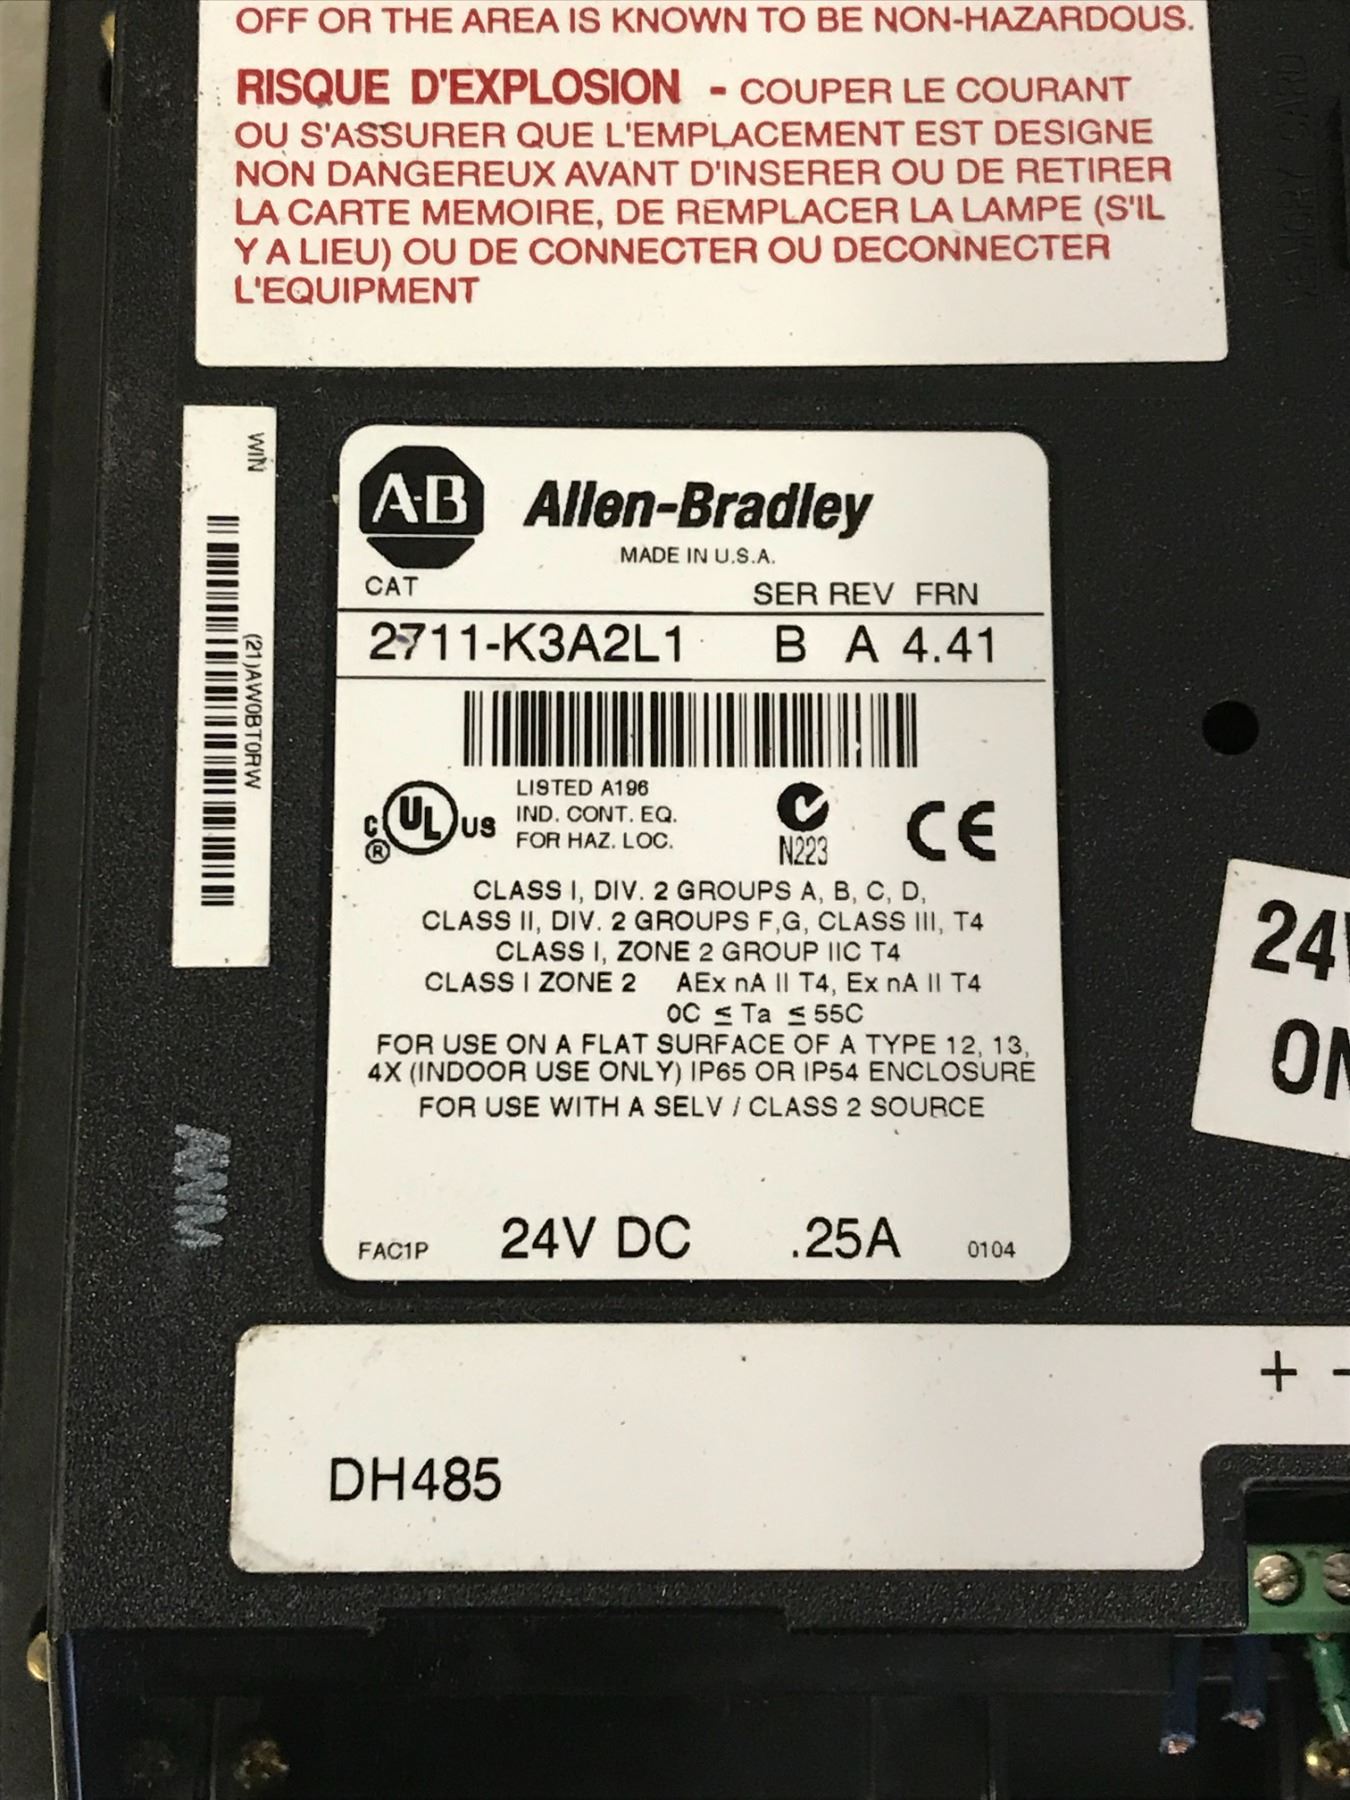 OFF OR THE AREA IS KNOWN TO BE NON-HAZARDOUS.
RISQUE D'EXPLOSION - COUPER LE COURANT
OU S'ASSURER QUE L'EMPLACEMENT EST DESIGNE
NON DANGEREUX AVANT D'INSERER OU DE RETIRER
LA CARTE MEMOIRE, DE REMPLACER LA LAMPE (S'IL
Y A LIEU) OU DE CONNECTER OU DECONNECTER
L'EQUIPMENT
MEMORY CARD
WIN
(21)AW0BT0RW
A-B Allen-Bradley
MADE IN U.S.A.
CAT SER REV FRN
2711-K3A2L1 B A 4.41
C UL US
®
LISTED A196
IND. CONT. EQ.
FOR HAZ. LOC.
N223
CE
CLASS I, DIV. 2 GROUPS A, B, C, D,
CLASS II, DIV. 2 GROUPS F,G, CLASS III, T4
CLASS I, ZONE 2 GROUP IIC T4
CLASS I ZONE 2 AEx nA II T4, Ex nA II T4
0C ≤ Ta ≤ 55C
FOR USE ON A FLAT SURFACE OF A TYPE 12, 13,
4X (INDOOR USE ONLY) IP65 OR IP54 ENCLOSURE
FOR USE WITH A SELV / CLASS 2 SOURCE
FAC1P 24V DC .25A 0104
24V
ON
AWM
+ -
DH485